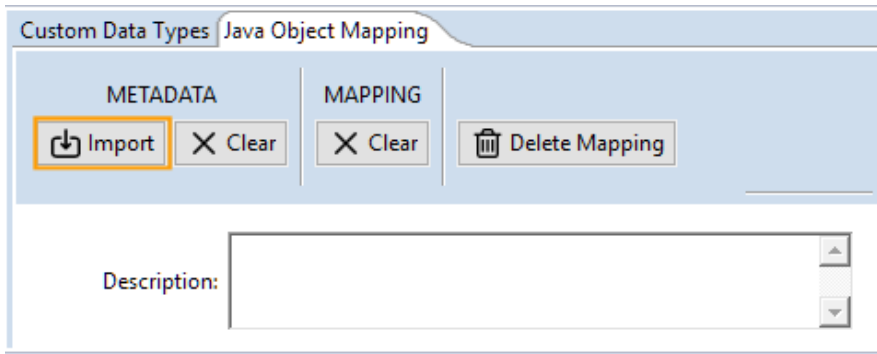 Custom Data Types Java Object Mapping
METADATA MAPPING
Import Clear Clear Delete Mapping
Description: